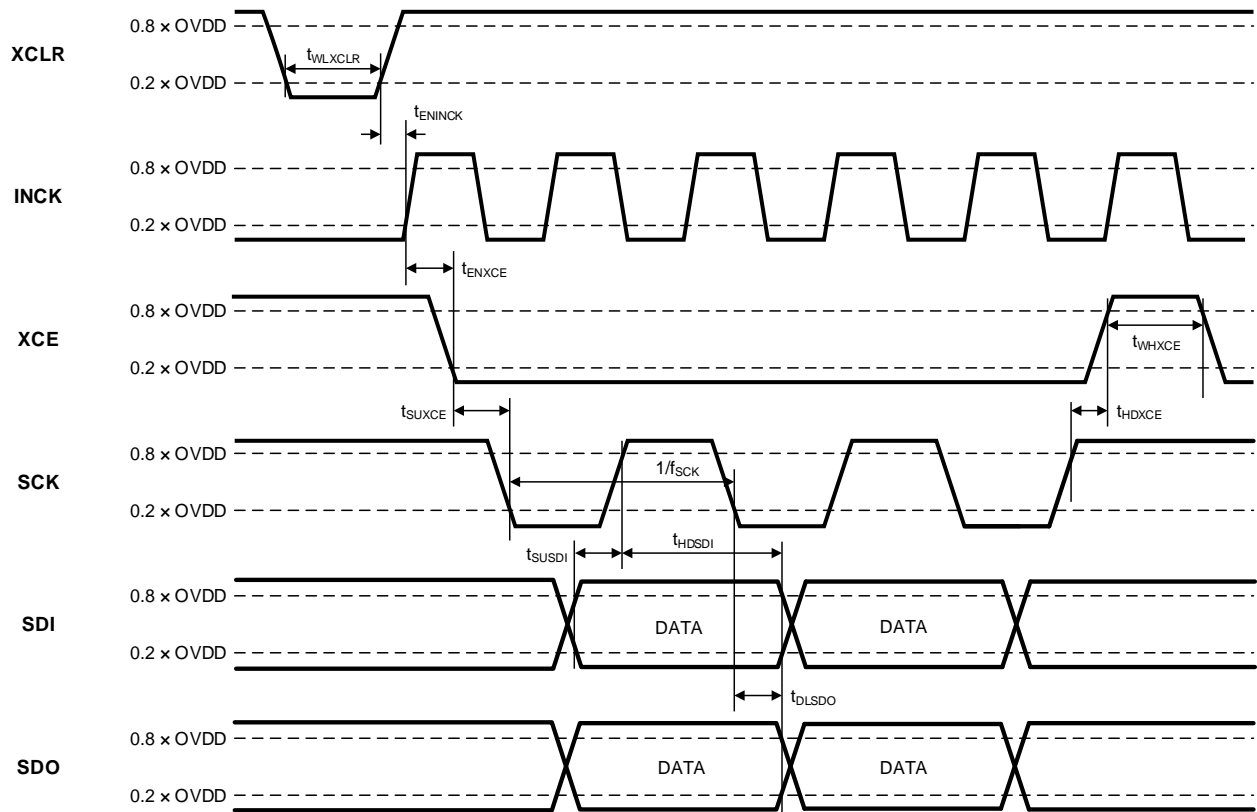 0.8 × OVDD
XCLR
tWLXCLR
0.2 × OVDD
tENINCK
0.8 × OVDD
INCK
0.2 × OVDD
tENXCE
0.8 × OVDD
XCE
tWHXCE
0.2 × OVDD
tSUXCE
tHDXCE
0.8 × OVDD
SCK
1/fSCK
0.2 × OVDD
tSUSDI
tHDSDI
0.8 × OVDD
SDI
DATA DATA
0.2 × OVDD
tDLSDO
0.8 × OVDD
SDO
DATA DATA
0.2 × OVDD